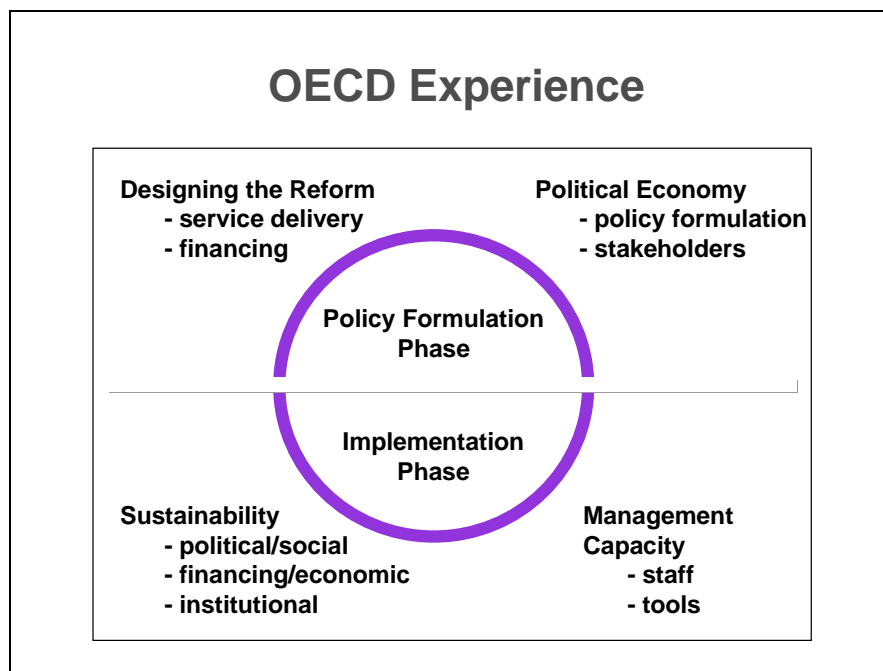 OECD Experience
Designing the Reform
- service delivery
- financing
Political Economy
- policy formulation
- stakeholders
Policy Formulation
Phase
Implementation
Phase
Sustainability
- political/social
- financing/economic
- institutional
Management
Capacity
- staff
- tools